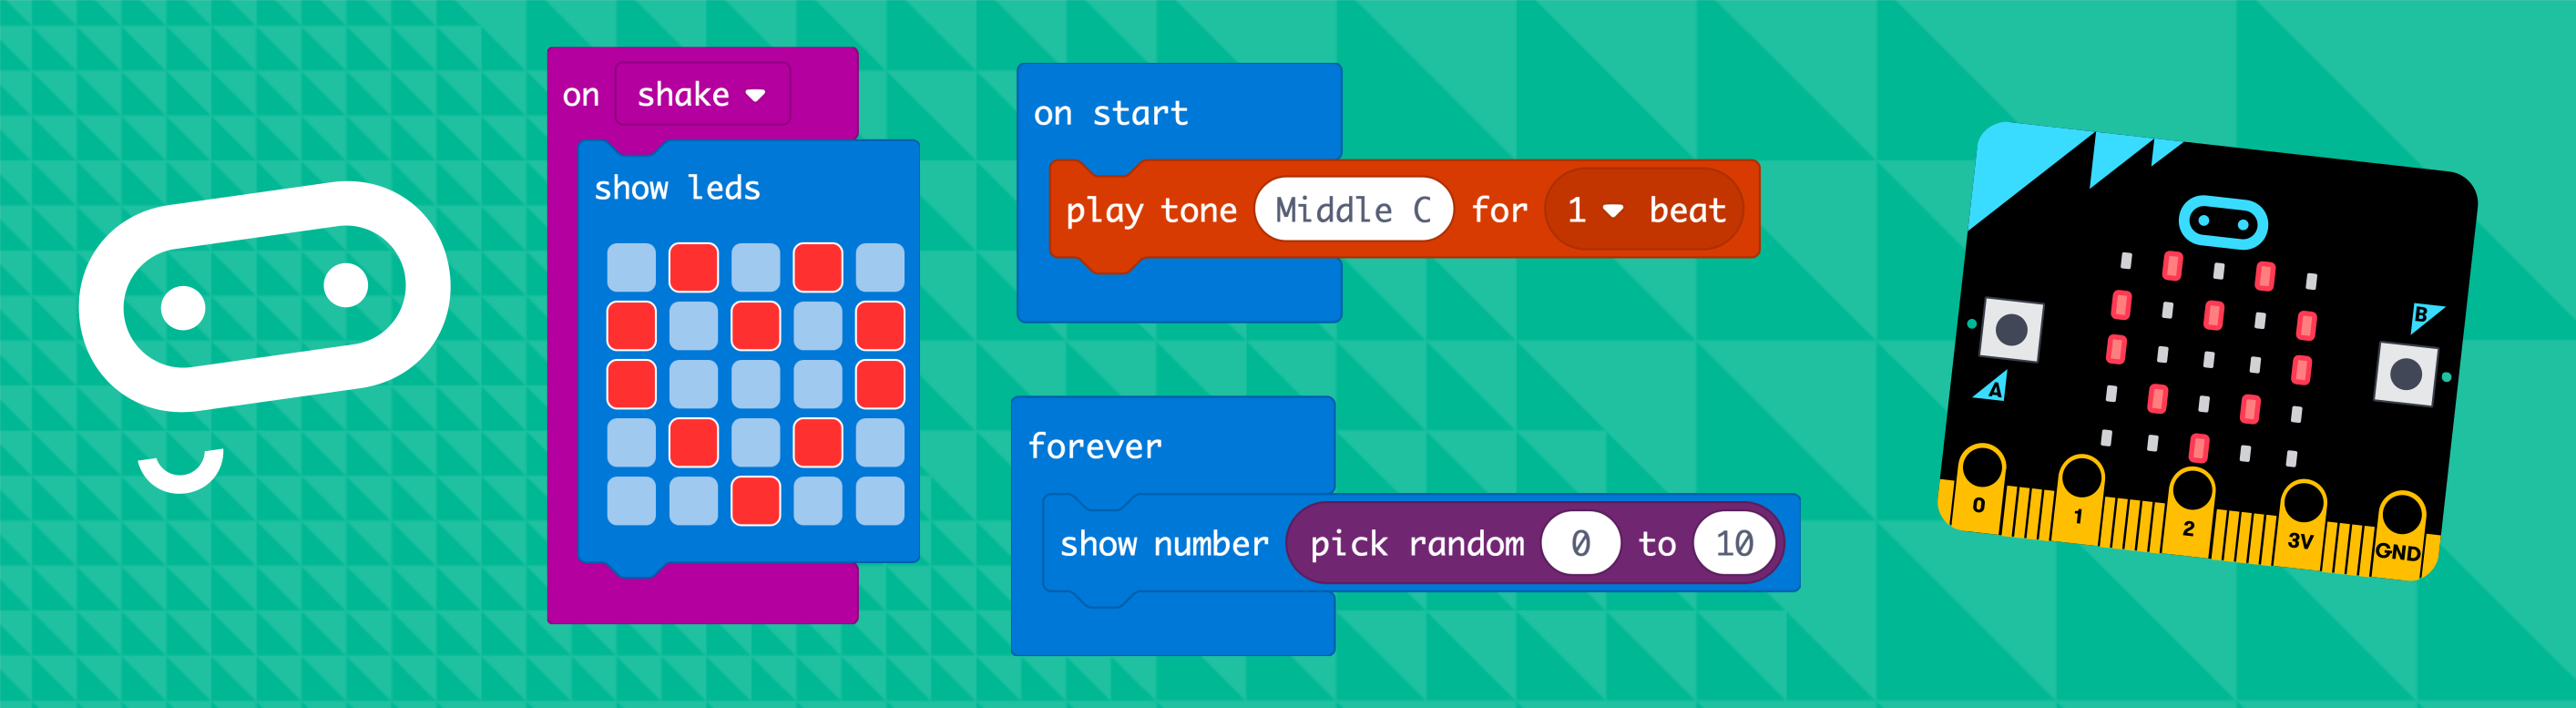 on shake
show leds
on start
play tone Middle C for 1 beat
forever
show number pick random 0 to 10
B
A
0 1 2 3V GND